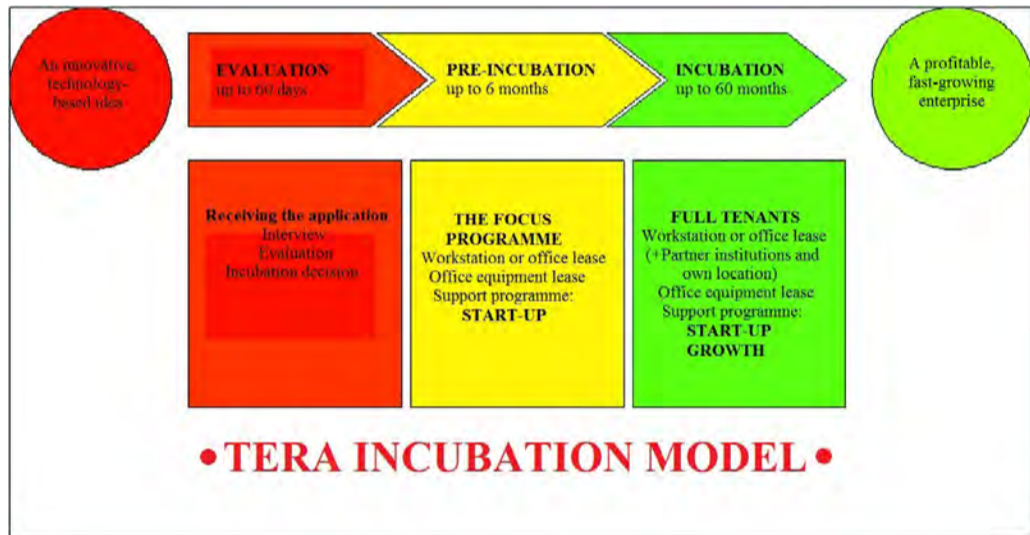 An innovative,
technology-
based idea
EVALUATION
up to 60 days
PRE-INCUBATION
up to 6 months
INCUBATION
up to 60 months
A profitable,
fast-growing
enterprise
Receiving the application
Interview
Evaluation
Incubation decision
THE FOCUS
PROGRAMME
Workstation or office lease
Office equipment lease
Support programme:
START-UP
FULL TENANTS
Workstation or office lease
(+Partner institutions and
own location)
Office equipment lease
Support programme:
START-UP
GROWTH
• TERA INCUBATION MODEL •